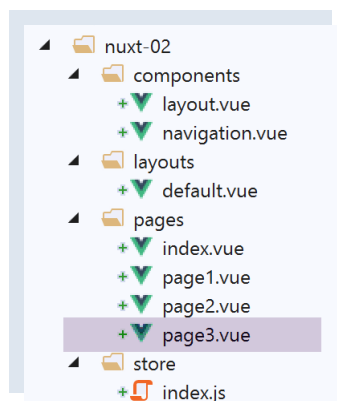 nuxt-02
components
layout.vue
navigation.vue
layouts
default.vue
pages
index.vue
page1.vue
page2.vue
page3.vue
store
index.js